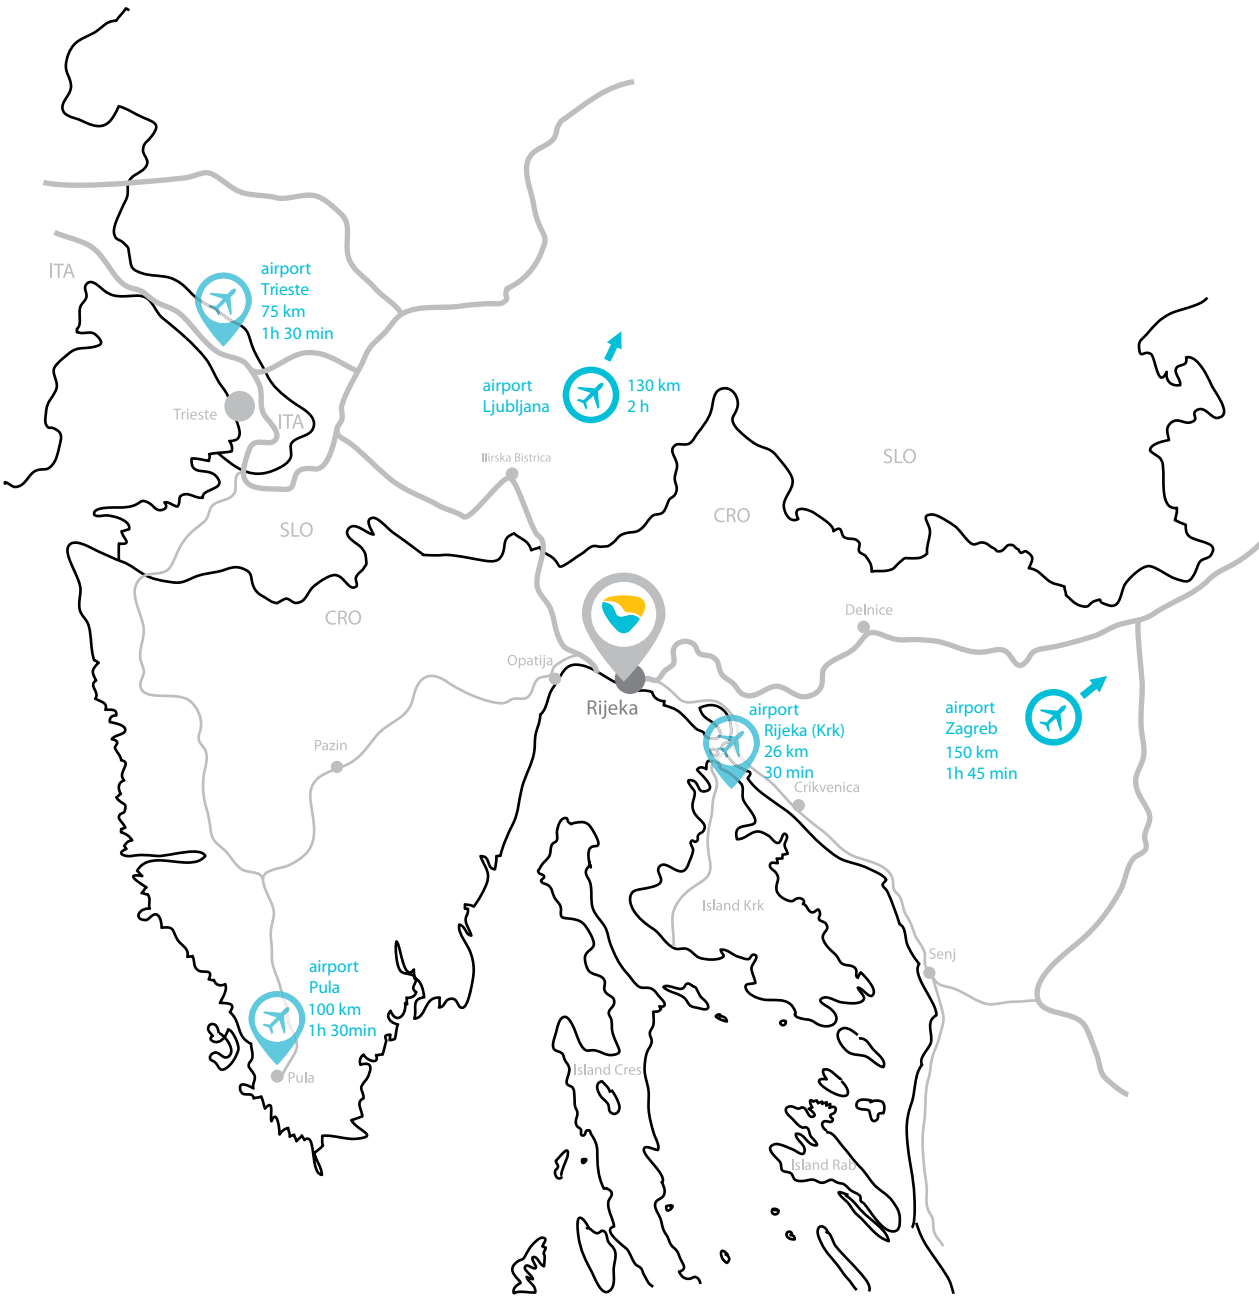 ITA
airport
Trieste
75 km
1h 30 min
airport
Ljubljana
130 km
2 h
Trieste
ITA
Ilirska Bistrica
SLO
CRO
SLO
CRO
Delnice
Opatija
Rijeka
airport
Rijeka (Krk)
26 km
30 min
airport
Zagreb
150 km
1h 45 min
Pazin
Crikvenica
Island Krk
Senj
airport
Pula
100 km
1h 30min
Pula
Island Cres
Island Rab